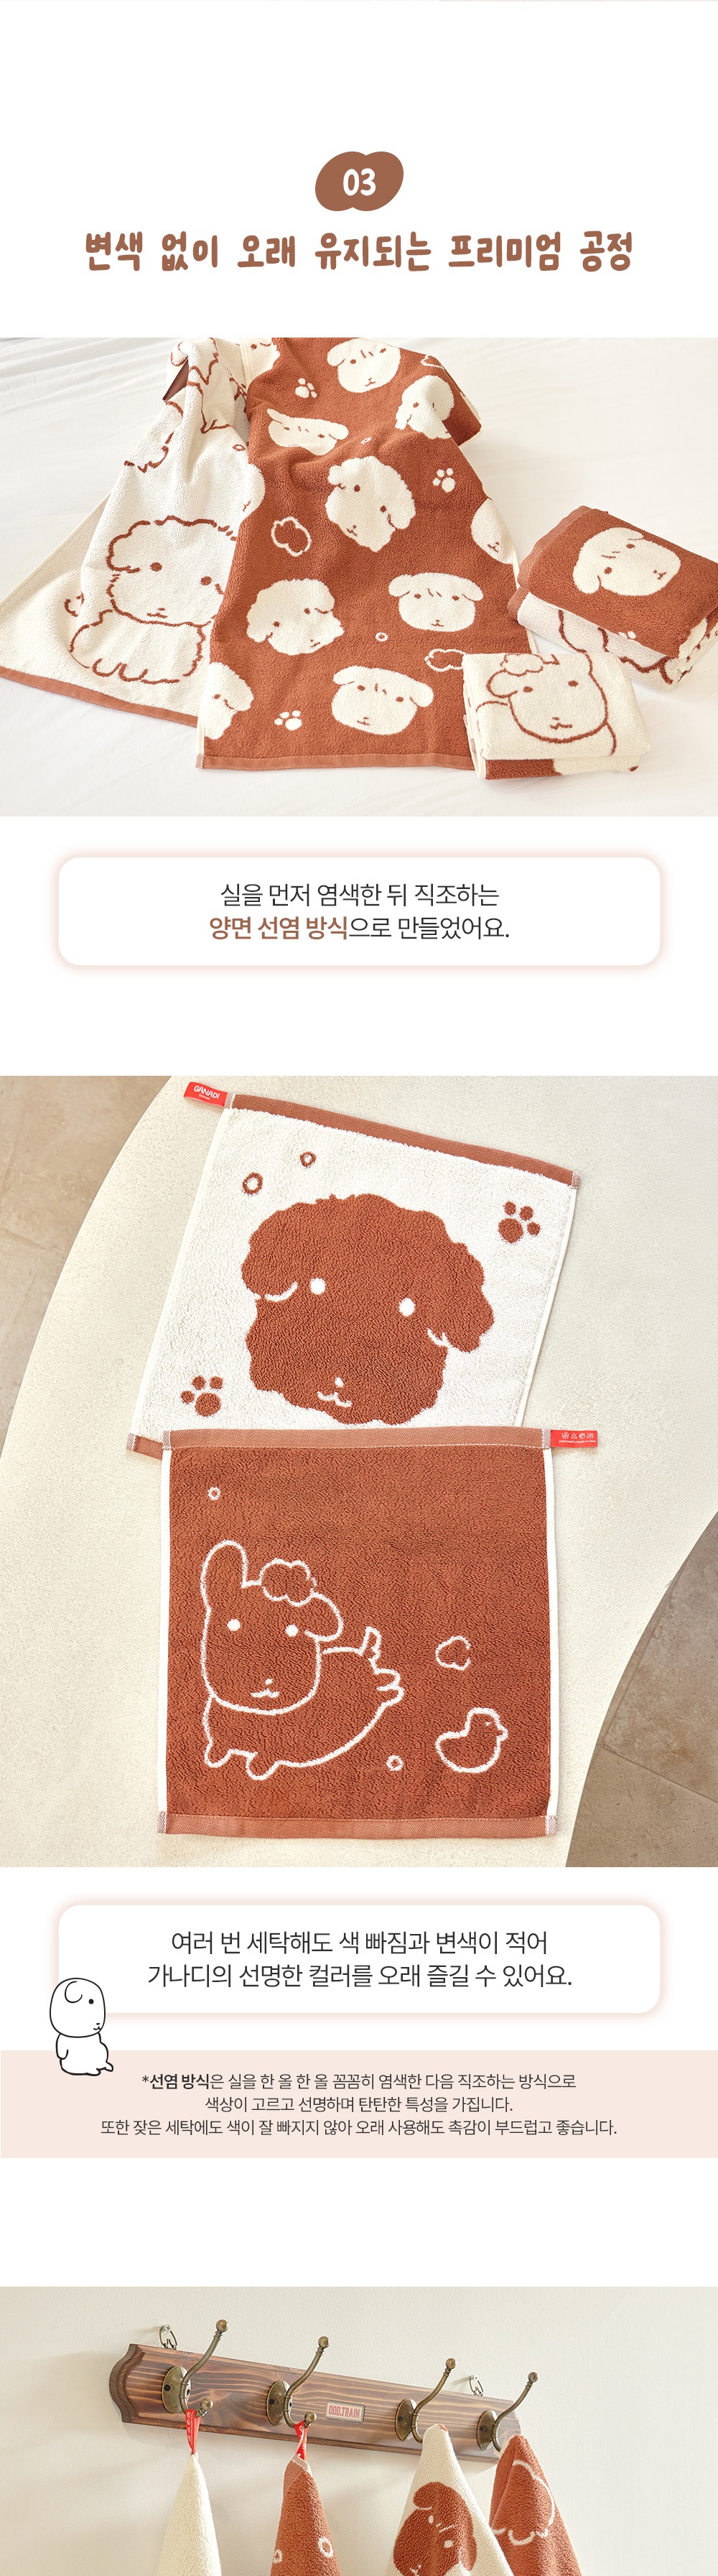 03
변색 없이 오래 유지되는 프리미엄 공정
실을 먼저 염색한 뒤 직조하는
양면 선염 방식으로 만들었어요.
GANADI
여러 번 세탁해도 색 빠짐과 변색이 적어
가나디의 선명한 컬러를 오래 즐길 수 있어요.
*선염 방식은 실을 한 올 한 올 꼼꼼히 염색한 다음 직조하는 방식으로
색상이 고르고 선명하며 탄탄한 특성을 가집니다.
또한 잦은 세탁에도 색이 잘 빠지지 않아 오래 사용해도 촉감이 부드럽고 좋습니다.